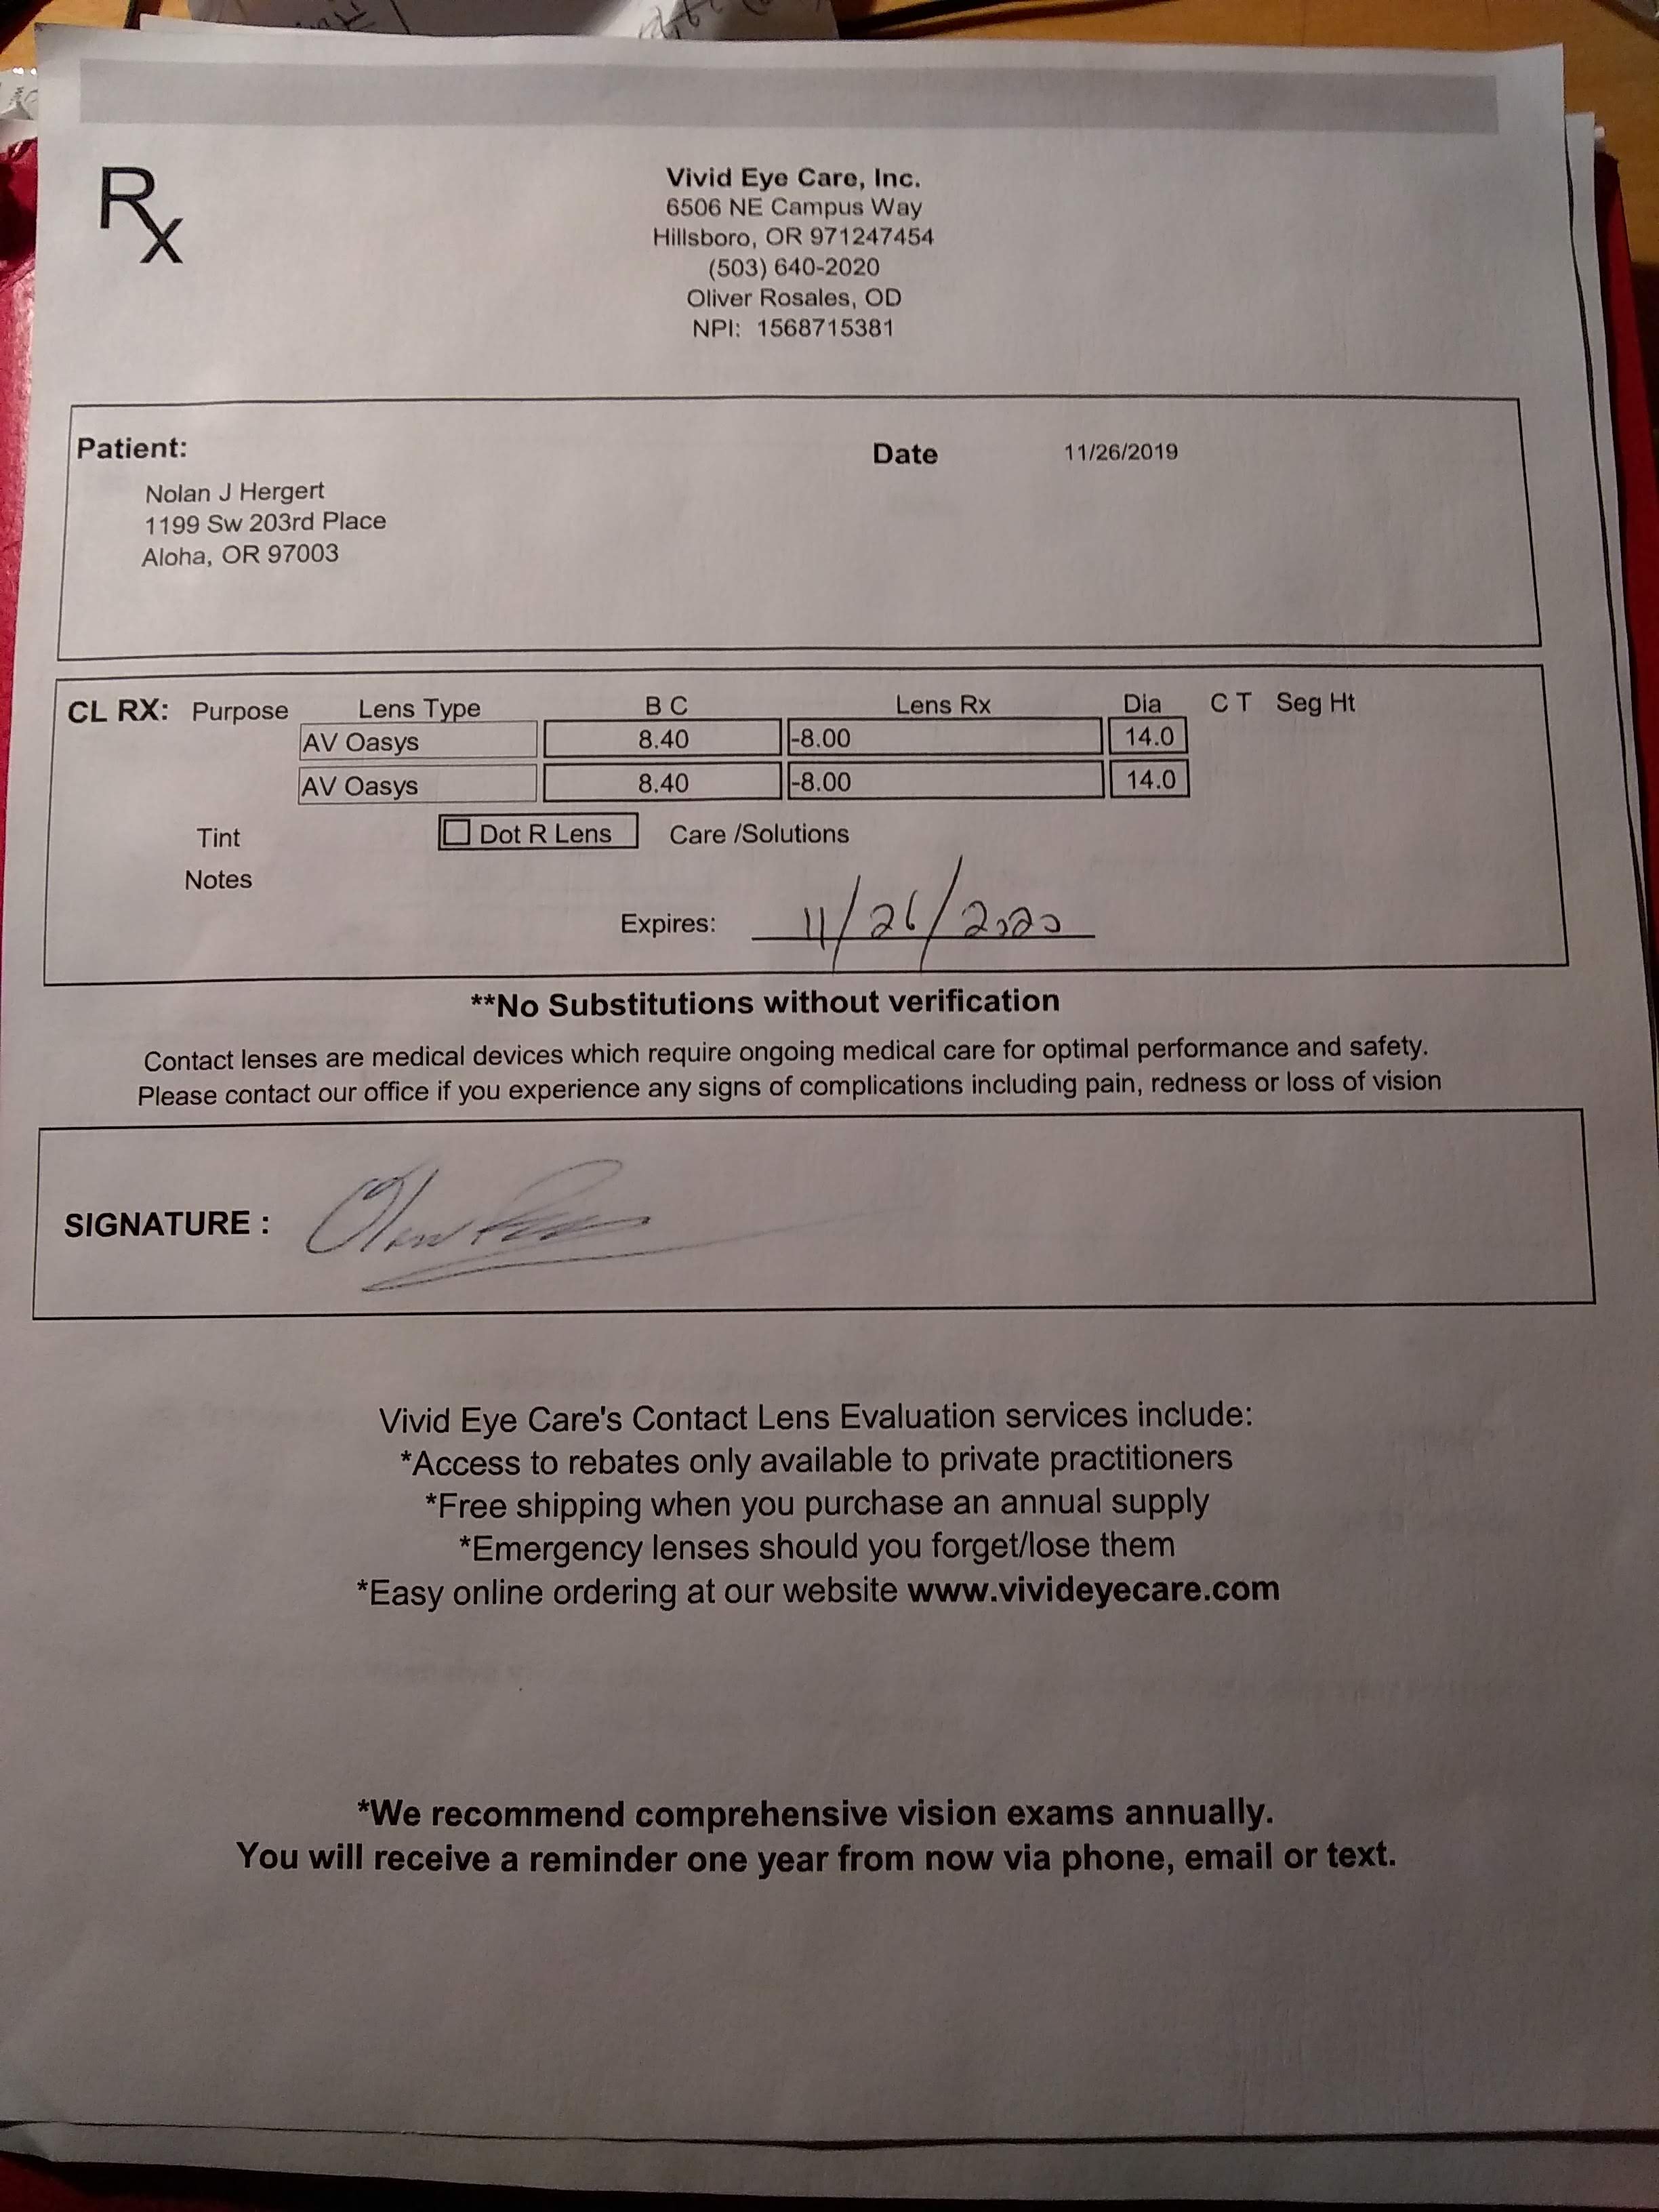 Rx
Vivid Eye Care, Inc.
6506 NE Campus Way
Hillsboro, OR 971247454
(503) 640-2020
Oliver Rosales, OD
NPI: 1568715381
Patient:
Date 11/26/2019
Nolan J Hergert
1199 Sw 203rd Place
Aloha, OR 97003
CL RX: Purpose Lens Type B C Lens Rx Dia C T Seg Ht
AV Oasys 8.40 -8.00 14.0
AV Oasys 8.40 -8.00 14.0
Tint Dot R Lens Care /Solutions
Notes
Expires: 11/26/2020
**No Substitutions without verification
Contact lenses are medical devices which require ongoing medical care for optimal performance and safety.
Please contact our office if you experience any signs of complications including pain, redness or loss of vision
SIGNATURE :
Vivid Eye Care's Contact Lens Evaluation services include:
*Access to rebates only available to private practitioners
*Free shipping when you purchase an annual supply
*Emergency lenses should you forget/lose them
*Easy online ordering at our website www.vivideyecare.com
*We recommend comprehensive vision exams annually.
You will receive a reminder one year from now via phone, email or text.